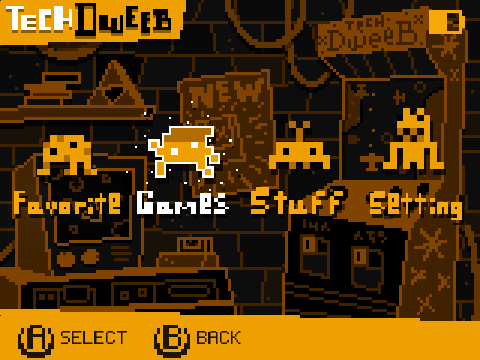 TECH DWEEB
TECH
DWEEB
NEW
Favorite Games Stuff Setting
A SELECT B BACK